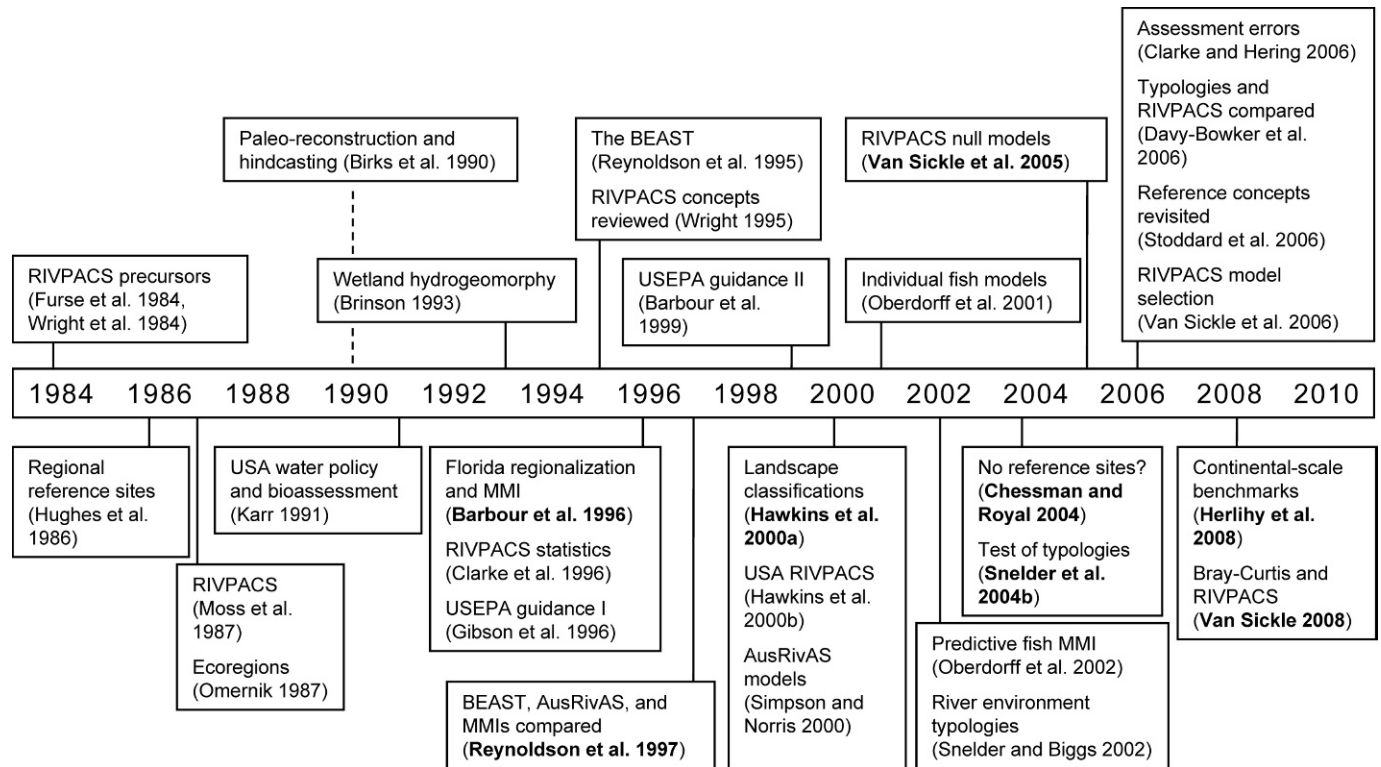 Assessment errors
(Clarke and Hering 2006)
Typologies and
RIVPACS compared
(Davy-Bowker et al.
2006)
Reference concepts
revisited
(Stoddard et al. 2006)
RIVPACS model
selection
(Van Sickle et al. 2006)
Paleo-reconstruction and
hindcasting (Birks et al. 1990)
The BEAST
(Reynoldson et al. 1995)
RIVPACS concepts
reviewed (Wright 1995)
RIVPACS null models
(Van Sickle et al. 2005)
RIVPACS precursors
(Furse et al. 1984,
Wright et al. 1984)
Wetland hydrogeomorphy
(Brinson 1993)
USEPA guidance II
(Barbour et al.
1999)
Individual fish models
(Oberdorff et al. 2001)
1984 1986 1988 1990 1992 1994 1996 1998 2000 2002 2004 2006 2008 2010
Regional
reference sites
(Hughes et al.
1986)
USA water policy
and bioassessment
(Karr 1991)
Florida regionalization
and MMI
(Barbour et al. 1996)
RIVPACS statistics
(Clarke et al. 1996)
USEPA guidance I
(Gibson et al. 1996)
Landscape
classifications
(Hawkins et al.
2000a)
USA RIVPACS
(Hawkins et al.
2000b)
AusRivAS
models
(Simpson and
Norris 2000)
No reference sites?
(Chessman and
Royal 2004)
Test of typologies
(Snelder et al.
2004b)
Continental-scale
benchmarks
(Herlihy et al.
2008)
Bray-Curtis and
RIVPACS
(Van Sickle 2008)
RIVPACS
(Moss et al.
1987)
Ecoregions
(Omernik 1987)
BEAST, AusRivAS, and
MMIs compared
(Reynoldson et al. 1997)
Predictive fish MMI
(Oberdorff et al. 2002)
River environment
typologies
(Snelder and Biggs 2002)